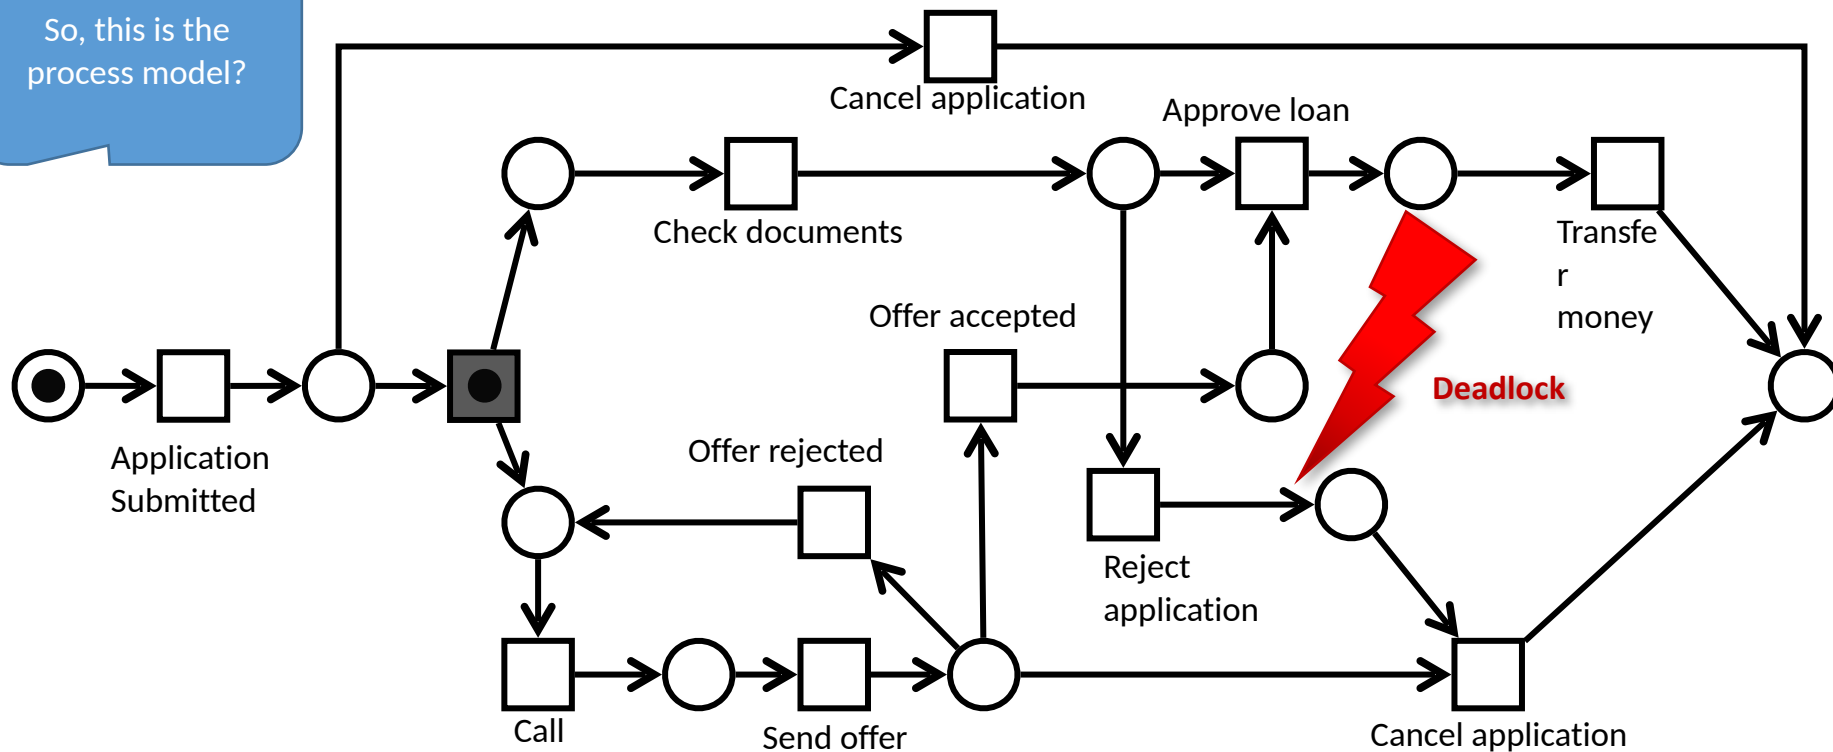 So, this is the
process model?
Cancel application
Approve loan
Check documents
Transfe
r
money
Offer accepted
Deadlock
Application
Submitted
Offer rejected
Reject
application
Call
Send offer
Cancel application